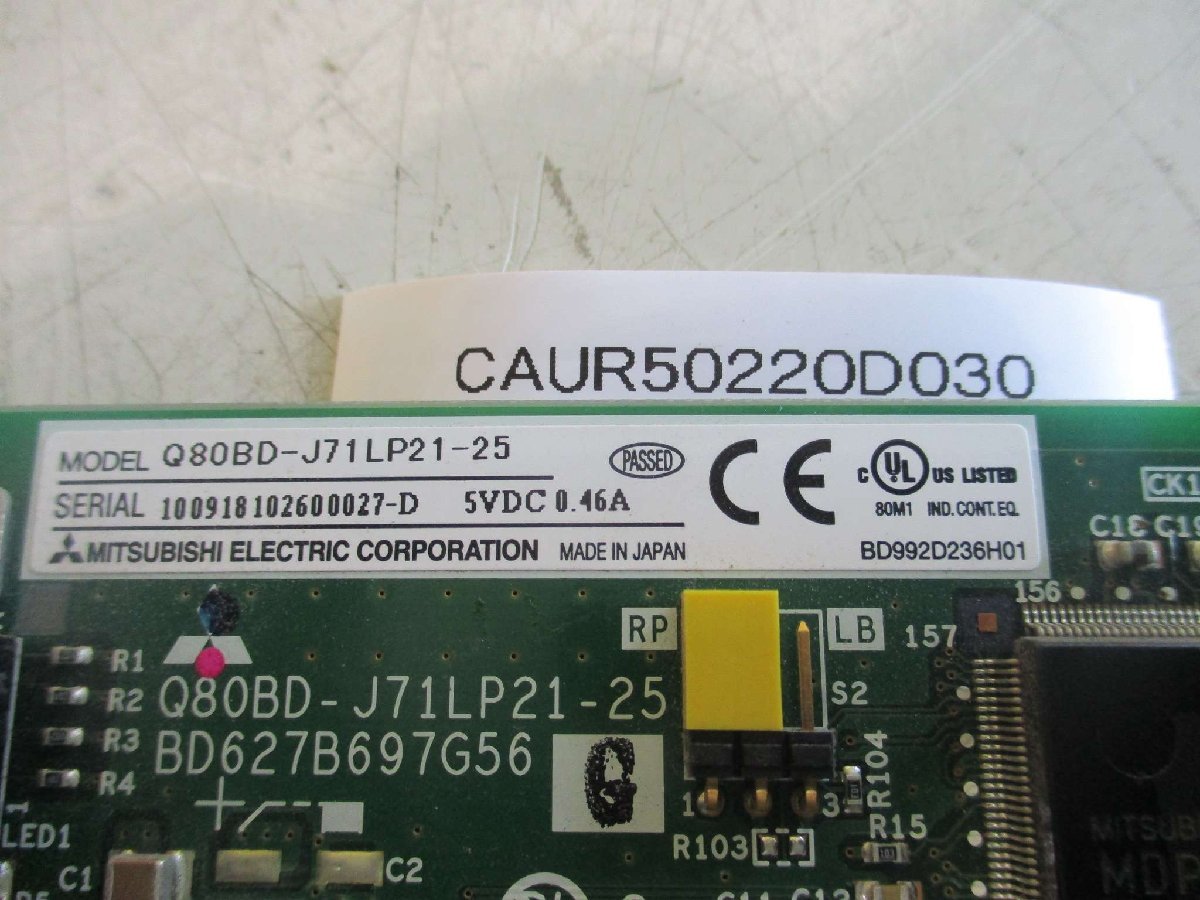 CAUR50220D030
MODEL Q80BD-J71LP21-25
PASSED
CE
C UL US LISTED
SERIAL 100918102600027-D 5VDC 0.46A
80M1 IND.CONT.EQ.
MITSUBISHI ELECTRIC CORPORATION MADE IN JAPAN
BD992D236H01
CK1
C18
156
157
RP
LB
S2
R1
R2
R3
R4
Q80BD-J71LP21-25
BD627B697G56
G
1
3
R104
R103
R15
1
LED1
C1
C2